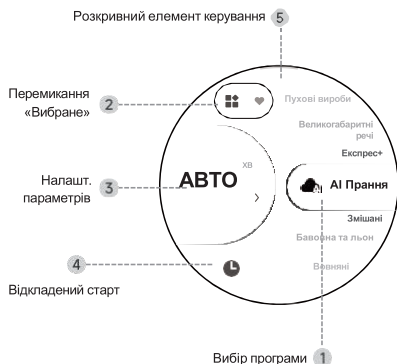 Розкривний елемент керування 5
Перемикання
«Вибране»
2
Пухові вироби
Великогабаритні
речі
Експрес+
Налашт.
параметрів
3
АВТО
ХВ
>
AI Прання
Змішані
Бавовна та льон
4
Відкладений старт
Вовняні
Вибір програми 1